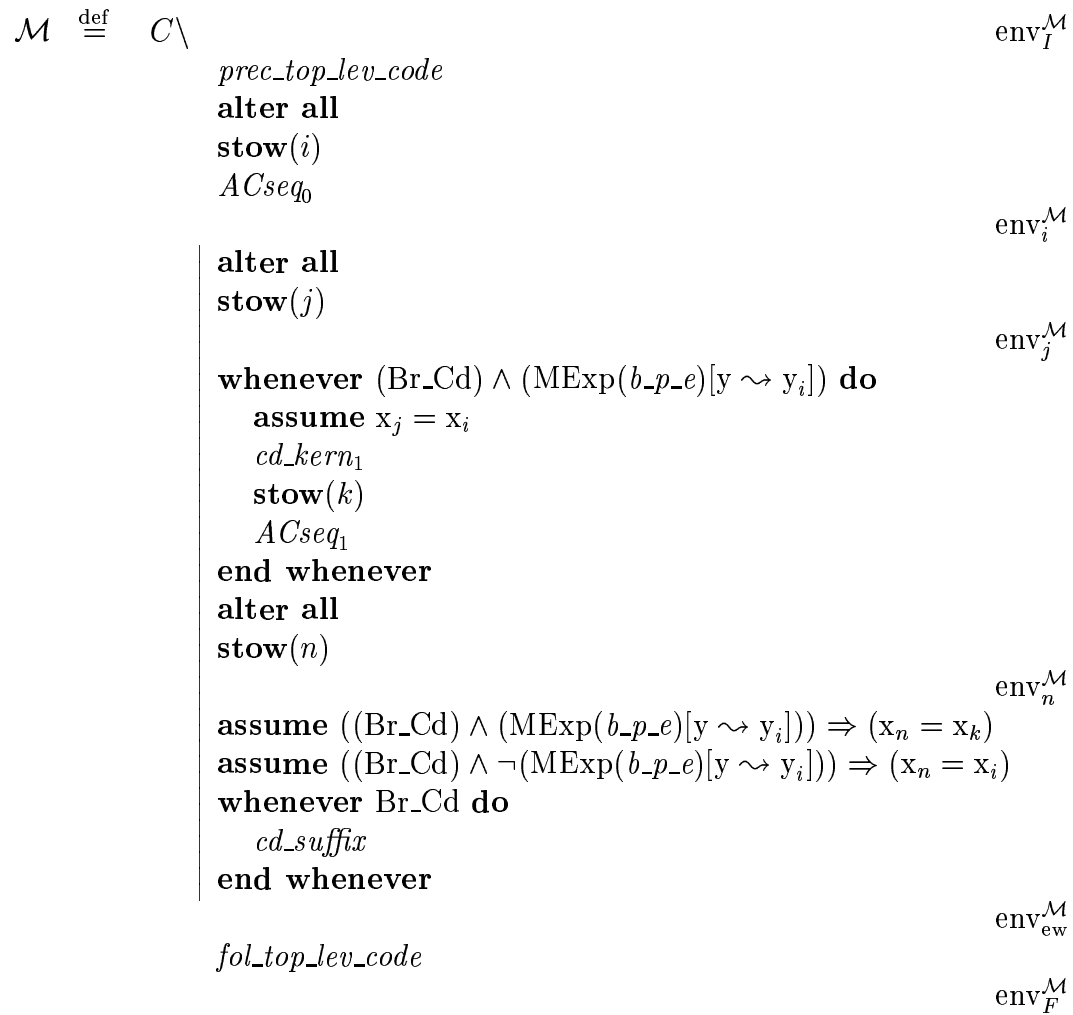 ℳ ≝ C\ env_I^ℳ
prec_top_lev_code
alter all
stow(i)
ACseq_0
env_i^ℳ
alter all
stow(j)
env_j^ℳ
whenever (Br_Cd) ∧ (MExp(b_p_e)[y ⇝ y_i]) do
assume x_j = x_i
cd_kern_1
stow(k)
ACseq_1
end whenever
alter all
stow(n)
env_n^ℳ
assume ((Br_Cd) ∧ (MExp(b_p_e)[y ⇝ y_i])) ⇒ (x_n = x_k)
assume ((Br_Cd) ∧ ¬(MExp(b_p_e)[y ⇝ y_i])) ⇒ (x_n = x_i)
whenever Br_Cd do
cd_suffix
end whenever
env_ew^ℳ
fol_top_lev_code
env_F^ℳ